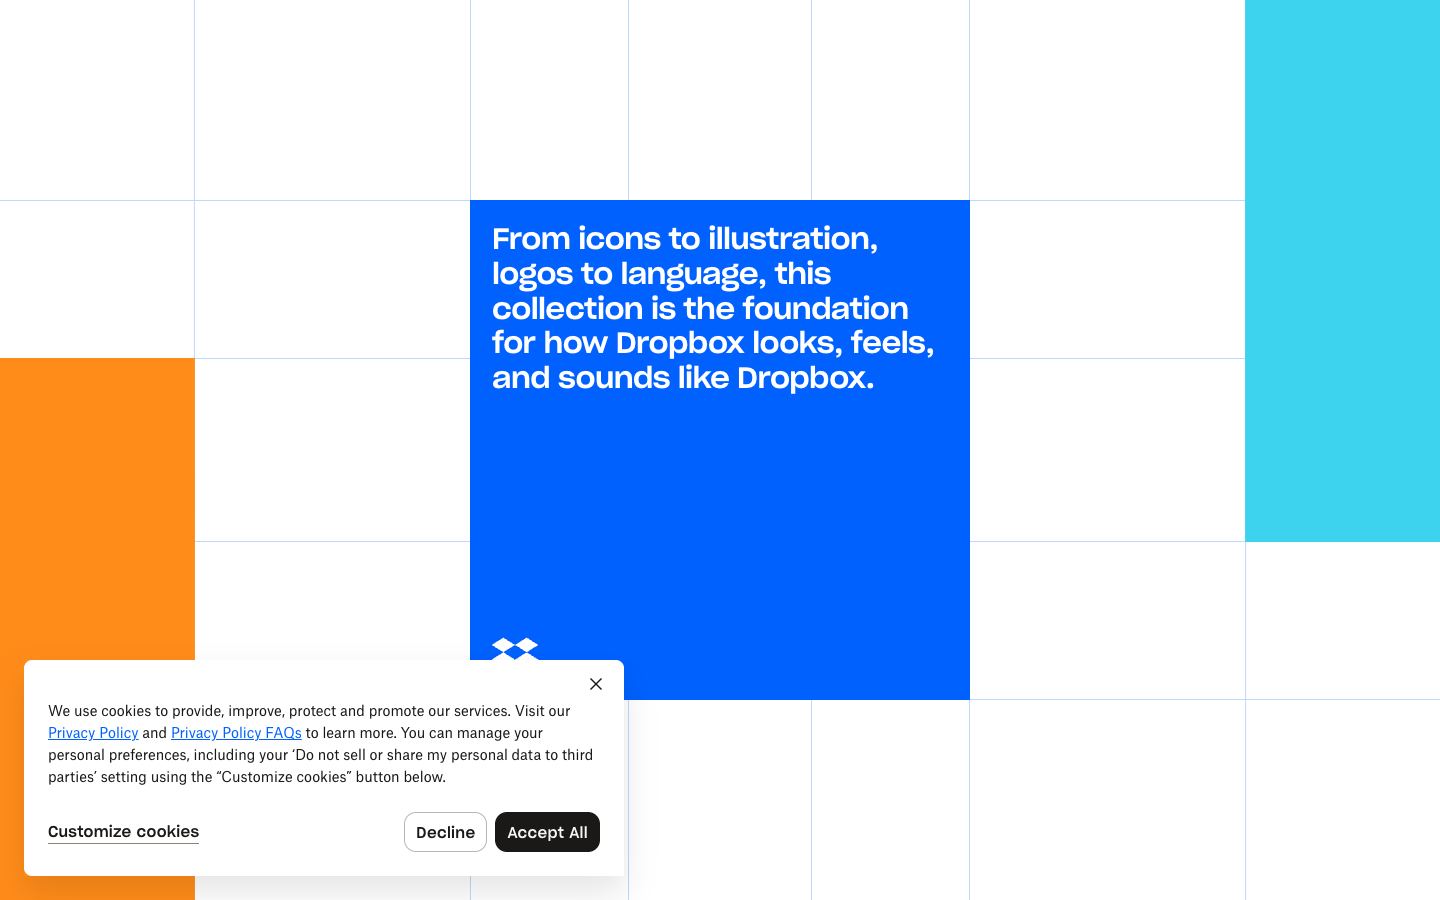 From icons to illustration,
logos to language, this
collection is the foundation
for how Dropbox looks, feels,
and sounds like Dropbox.
We use cookies to provide, improve, protect and promote our services. Visit our
Privacy Policy and Privacy Policy FAQs to learn more. You can manage your
personal preferences, including your ‘Do not sell or share my personal data to third
parties’ setting using the “Customize cookies” button below.
Customize cookies
Decline
Accept All